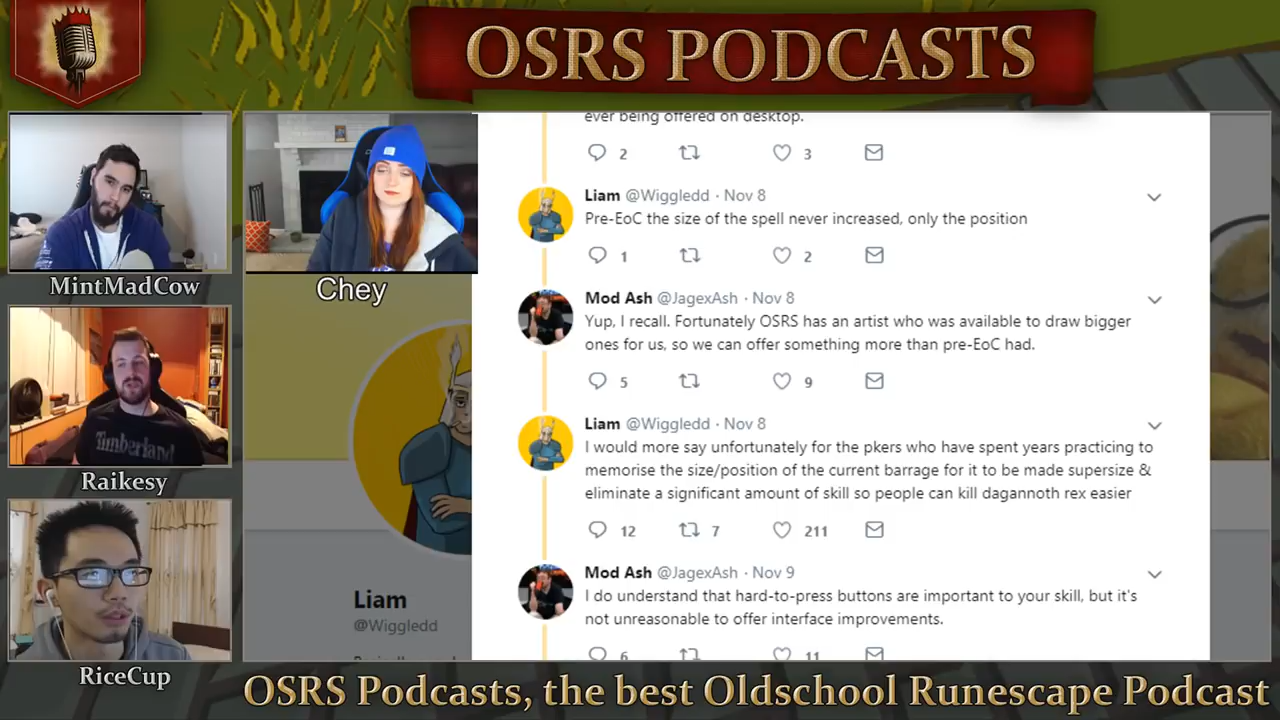 OSRS PODCASTS
MintMadCow
Chey
Raikesy
RiceCup
Timberland
Liam
@Wiggledd
ever being offered on desktop.
2 3
Liam @Wiggledd · Nov 8
Pre-EoC the size of the spell never increased, only the position
1 2
Mod Ash @JagexAsh · Nov 8
Yup, I recall. Fortunately OSRS has an artist who was available to draw bigger
ones for us, so we can offer something more than pre-EoC had.
5 9
Liam @Wiggledd · Nov 8
I would more say unfortunately for the pkers who have spent years practicing to
memorise the size/position of the current barrage for it to be made supersize &
eliminate a significant amount of skill so people can kill dagannoth rex easier
12 7 211
Mod Ash @JagexAsh · Nov 9
I do understand that hard-to-press buttons are important to your skill, but it's
not unreasonable to offer interface improvements.
6 11
OSRS Podcasts, the best Oldschool Runescape Podcast